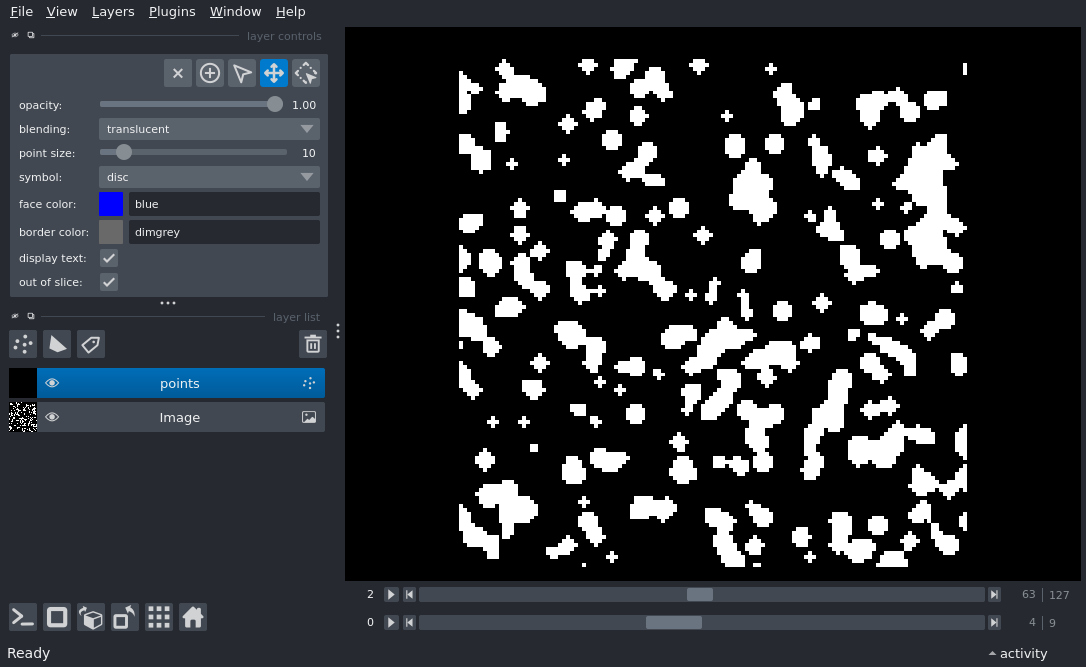 File View Layers Plugins Window Help
layer controls
opacity: 1.00
blending: translucent
point size: 10
symbol: disc
face color: blue
border color: dimgrey
display text:
out of slice:
layer list
points
Image
2 63 127
0 4 9
Ready activity